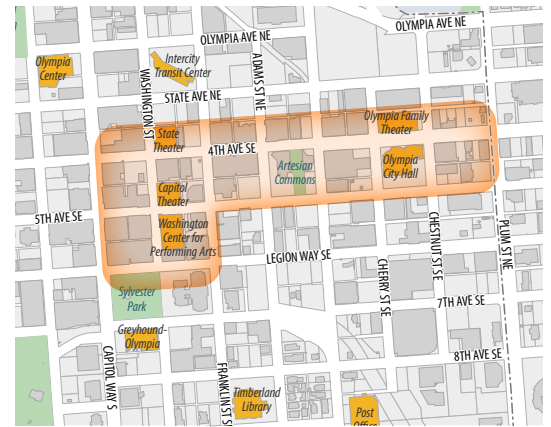 OLYMPIA AVE NE
OLYMPIA AVE NE
Olympia
Center
Intercity
Transit Center
ADAMS ST NE
WASHINGTON ST
STATE AVE NE
Olympia Family
Theater
State
Theater
4TH AVE SE
Artesian
Commons
Olympia
City Hall
Capitol
Theater
5TH AVE SE
Washington
Center for
Performing Arts
CHESTNUT ST SE
PLUM ST NE
LEGION WAY SE
CHERRY ST SE
Sylvester
Park
7TH AVE SE
Greyhound-
Olympia
CAPITOL WAY S
FRANKLIN ST SE
8TH AVE SE
Timberland
Library
Post
Office